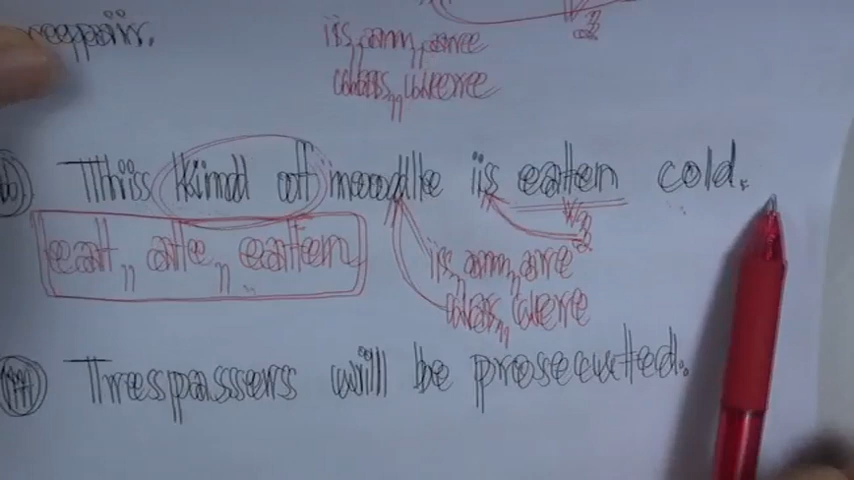 repair.
is, am, are
was, were
This kind of noodle is eaten cold.
V3
eat, ate, eaten
is, am, are
was, were
Trespassers will be prosecuted.